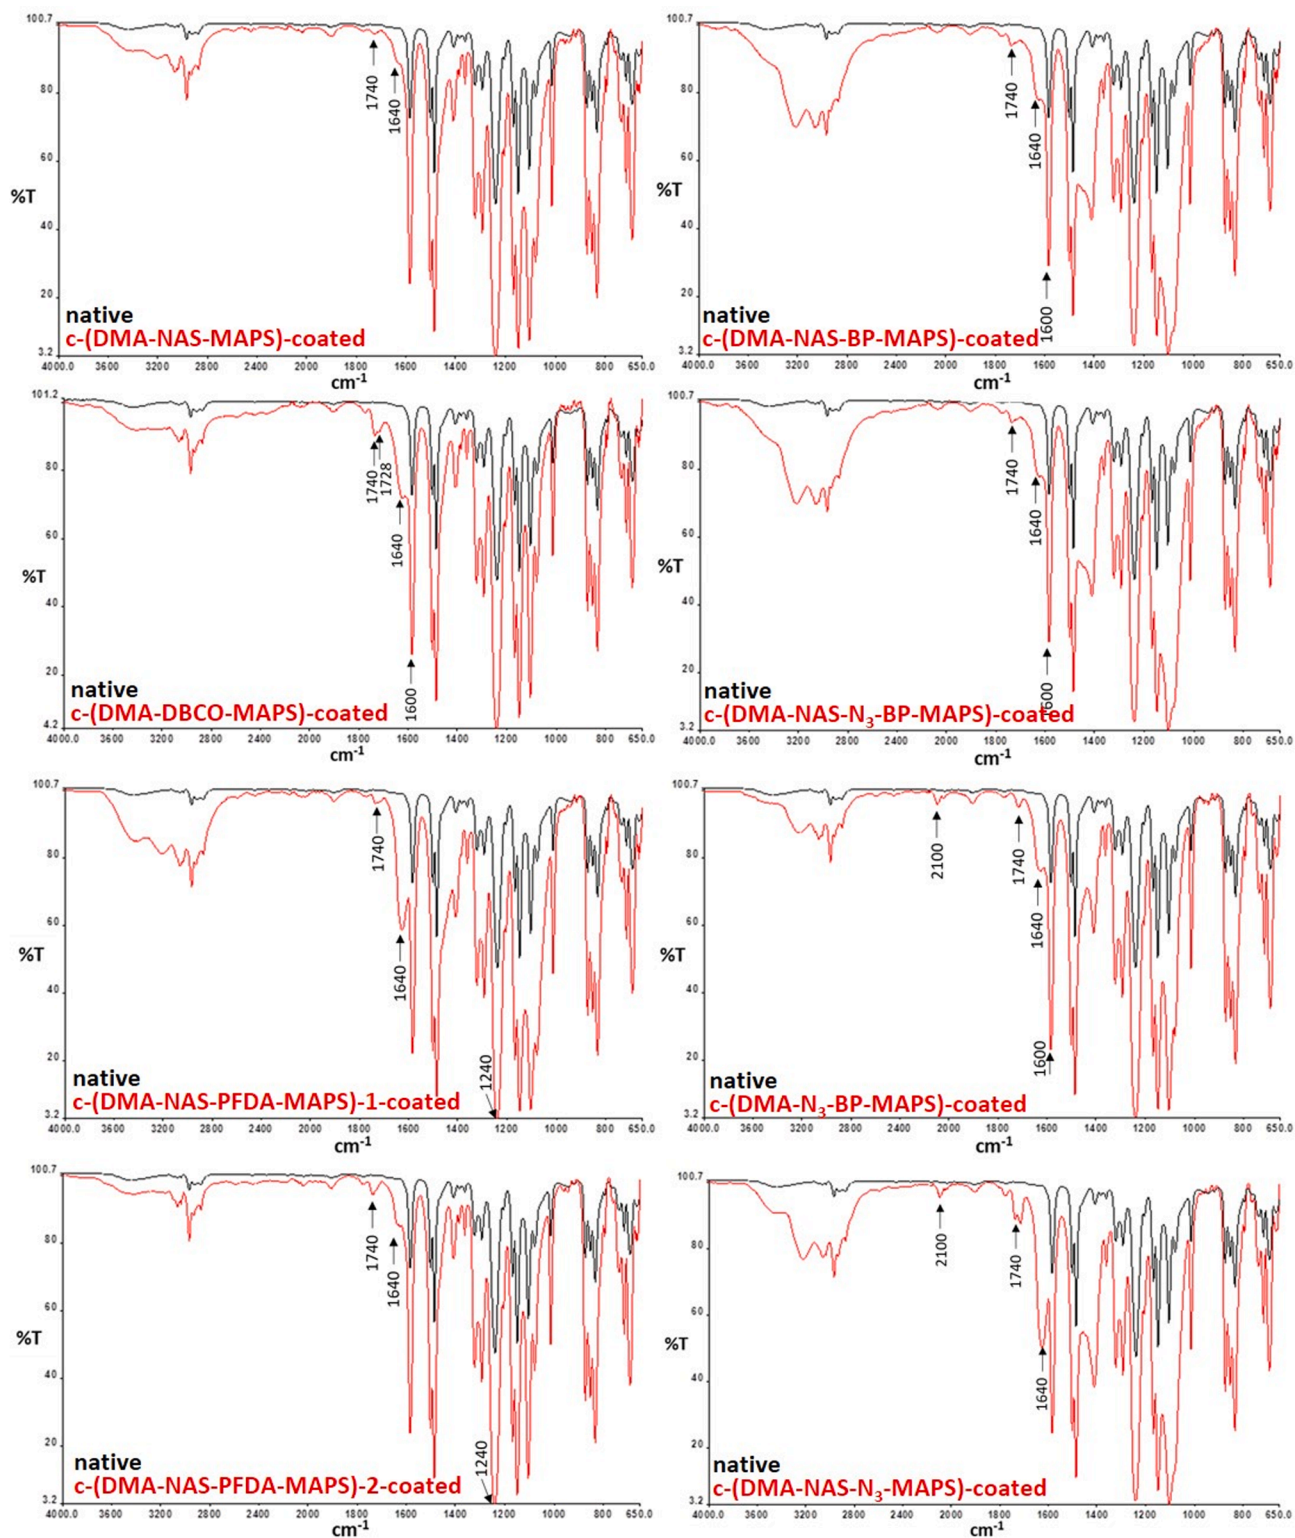 100.7
80
60
%T
40
20
3.2
1740
1640
native
c-(DMA-NAS-MAPS)-coated
4000.0 3600 3200 2800 2400 2000 1800 1600 1400 1200 1000 800 650.0
cm-1
100.7
80
60
%T
40
20
3.2
1740
1640
1600
native
c-(DMA-NAS-BP-MAPS)-coated
4000.0 3600 3200 2800 2400 2000 1800 1600 1400 1200 1000 800 650.0
cm-1
101.2
80
60
%T
40
20
4.2
1740
1728
1640
1600
native
c-(DMA-DBCO-MAPS)-coated
4000.0 3600 3200 2800 2400 2000 1800 1600 1400 1200 1000 800 650.0
cm-1
100.7
80
60
%T
40
20
3.2
1740
1640
1600
native
c-(DMA-NAS-N3-BP-MAPS)-coated
4000.0 3600 3200 2800 2400 2000 1800 1600 1400 1200 1000 800 650.0
cm-1
100.7
80
60
%T
40
20
3.2
1740
1640
1240
native
c-(DMA-NAS-PFDA-MAPS)-1-coated
4000.0 3600 3200 2800 2400 2000 1800 1600 1400 1200 1000 800 650.0
cm-1
100.7
80
60
%T
40
20
3.2
2100
1740
1640
1600
native
c-(DMA-N3-BP-MAPS)-coated
4000.0 3600 3200 2800 2400 2000 1800 1600 1400 1200 1000 800 650.0
cm-1
100.7
80
60
%T
40
20
3.2
1740
1640
1240
native
c-(DMA-NAS-PFDA-MAPS)-2-coated
4000.0 3600 3200 2800 2400 2000 1800 1600 1400 1200 1000 800 650.0
cm-1
100.7
80
60
%T
40
20
3.2
2100
1740
1640
native
c-(DMA-NAS-N3-MAPS)-coated
4000.0 3600 3200 2800 2400 2000 1800 1600 1400 1200 1000 800 650.0
cm-1